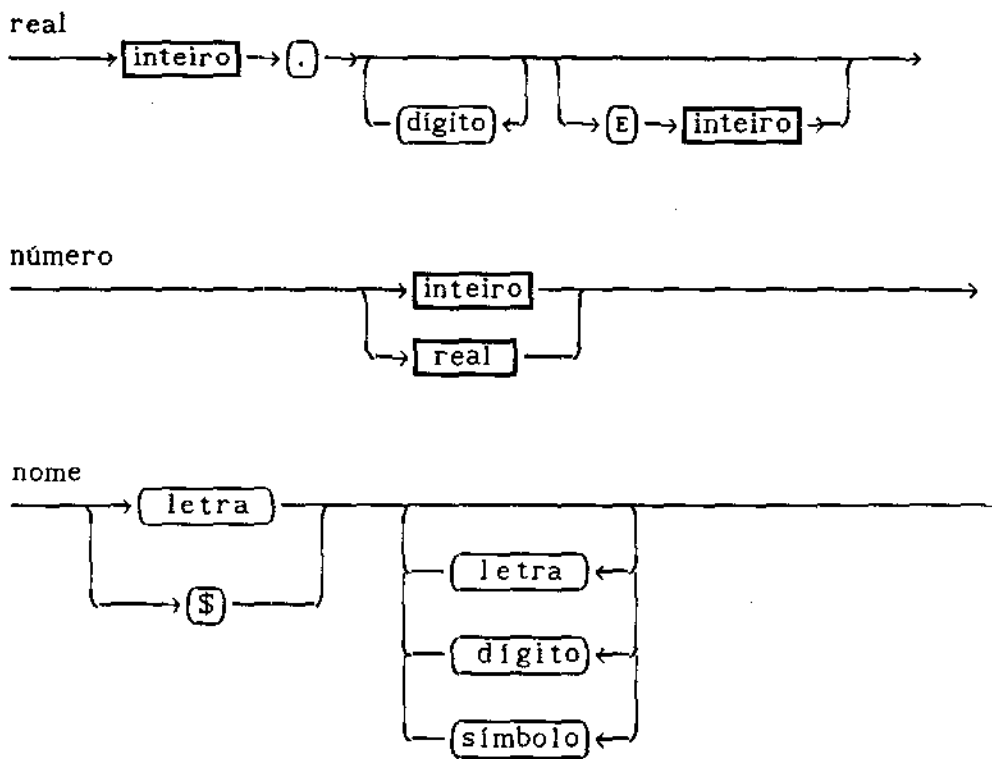 real
inteiro .
dígito E inteiro
número
inteiro
real
nome
letra
$ letra
dígito
símbolo